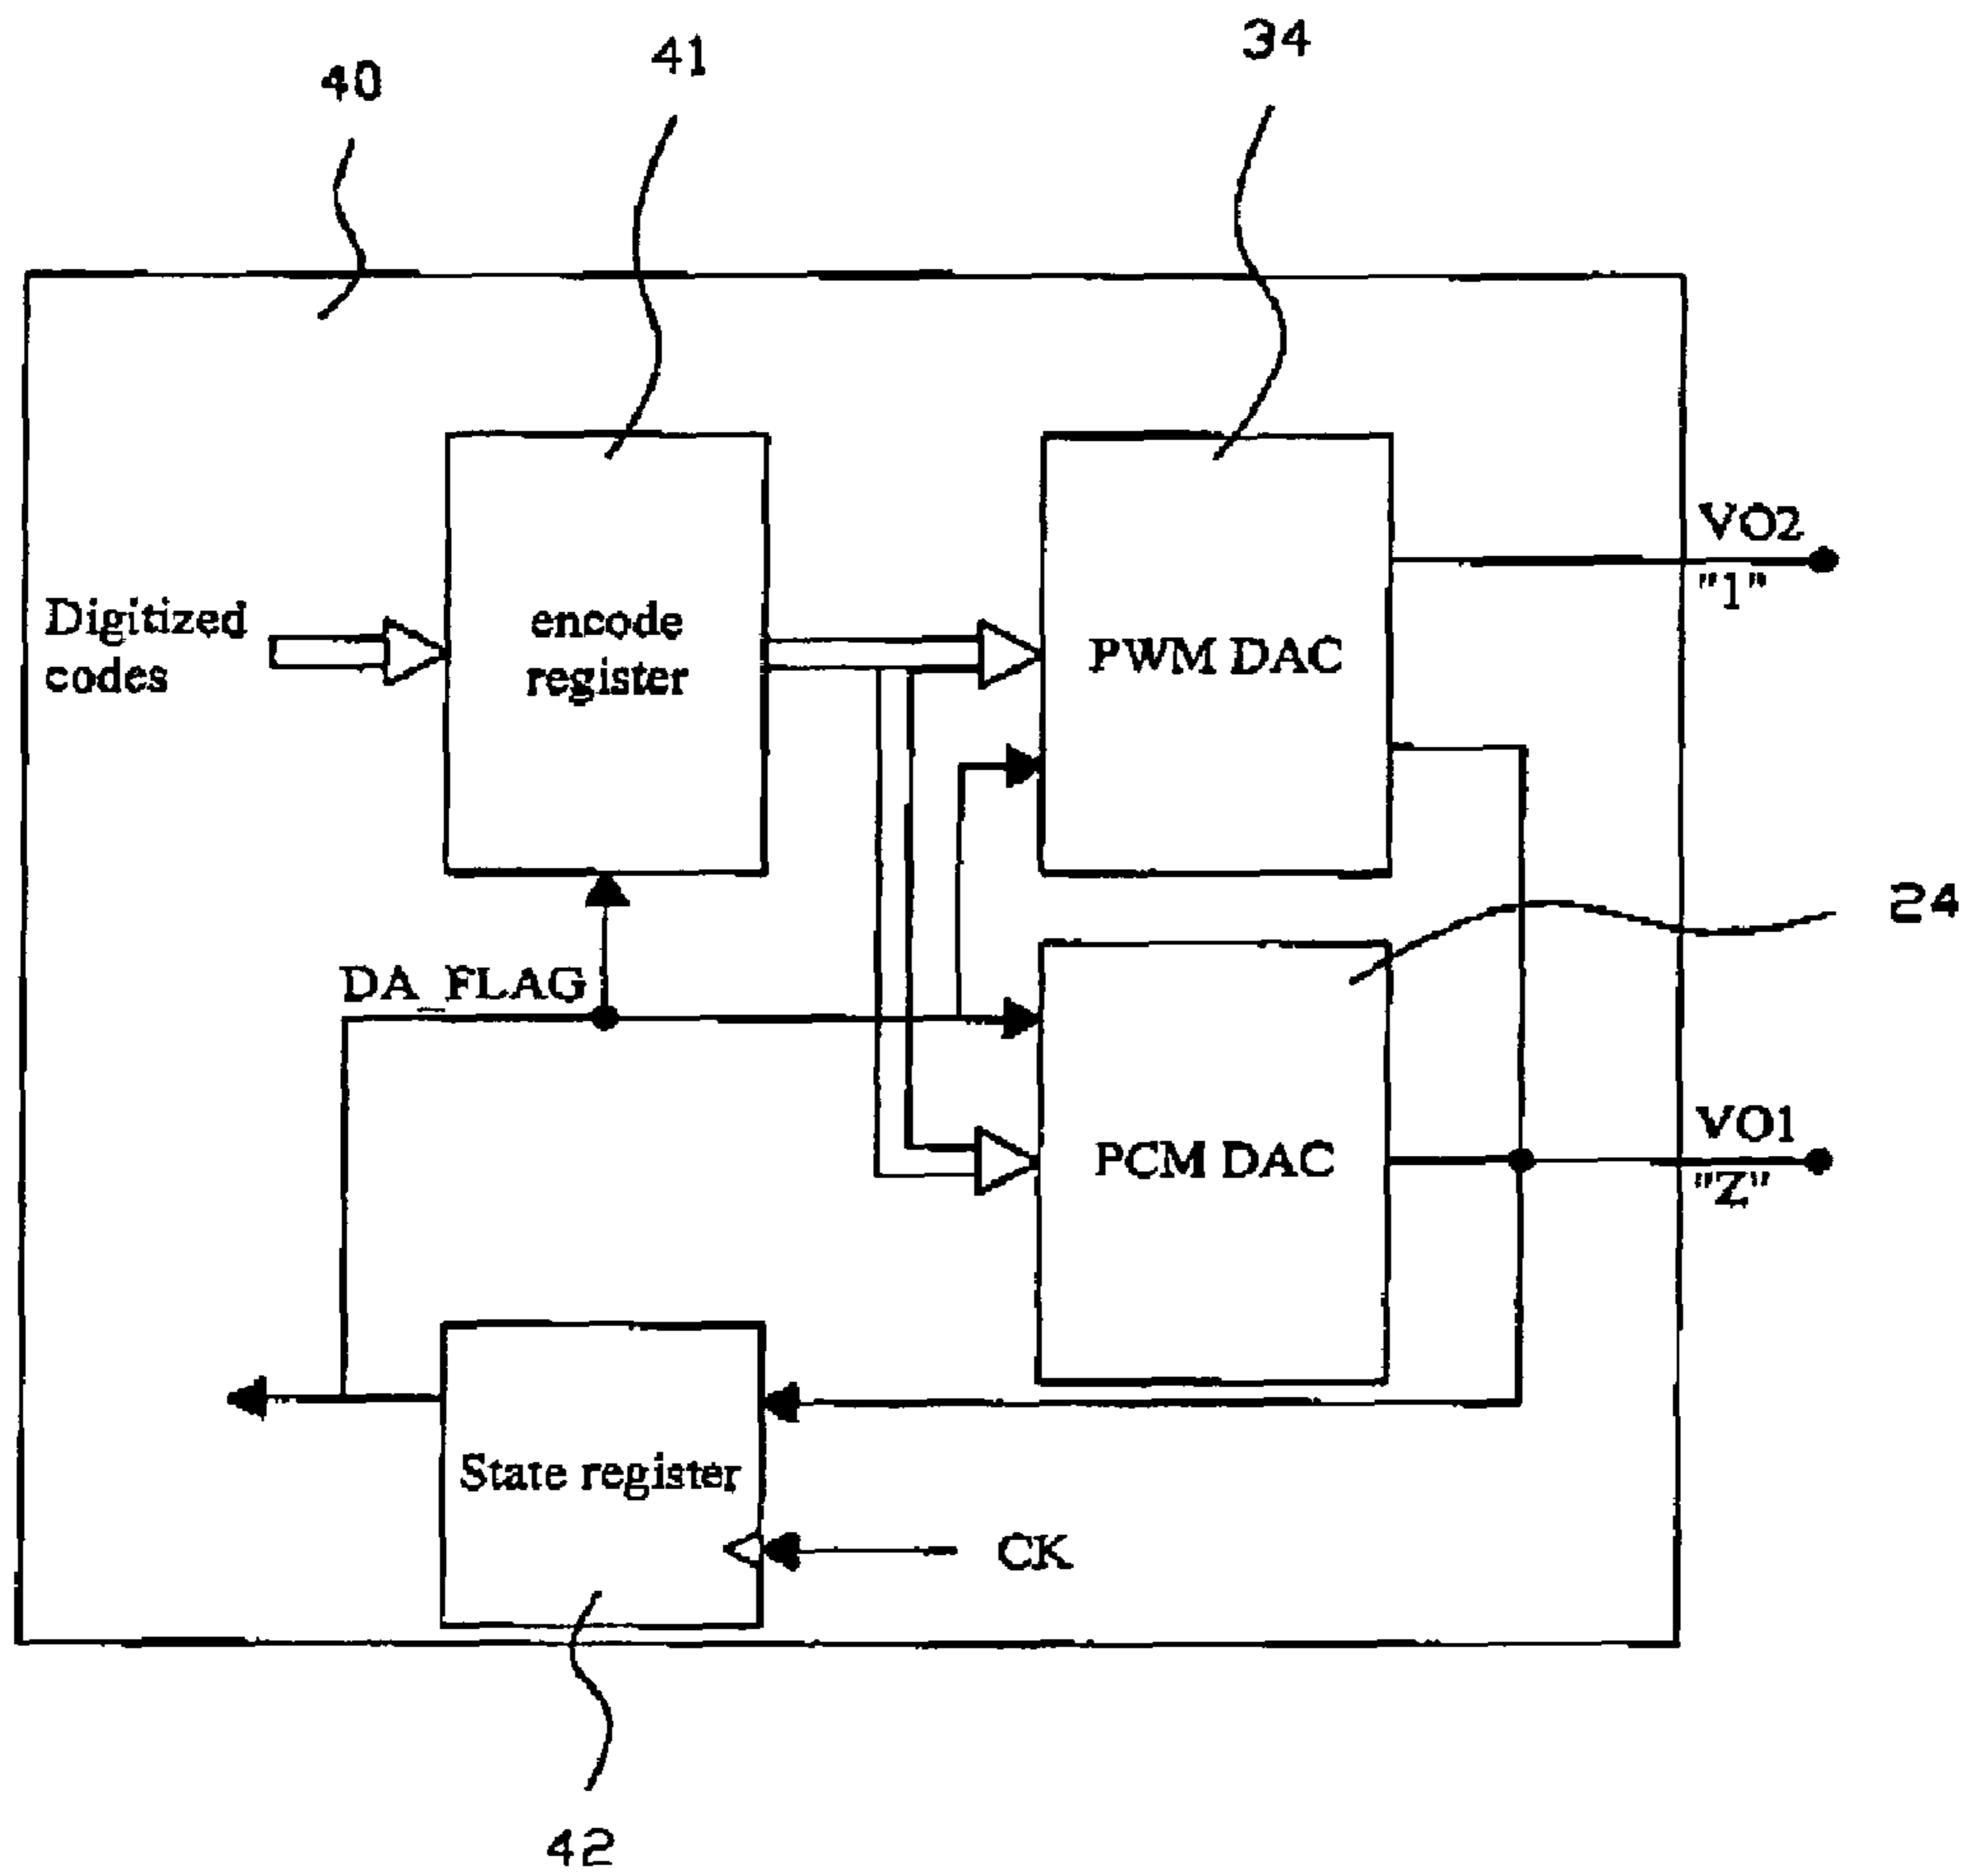 40
41
34
VO2
"1"
Digitized
codes
encode
register
PWM DAC
24
DA_FLAG
VO1
"Z"
PCM DAC
State register
CK
42